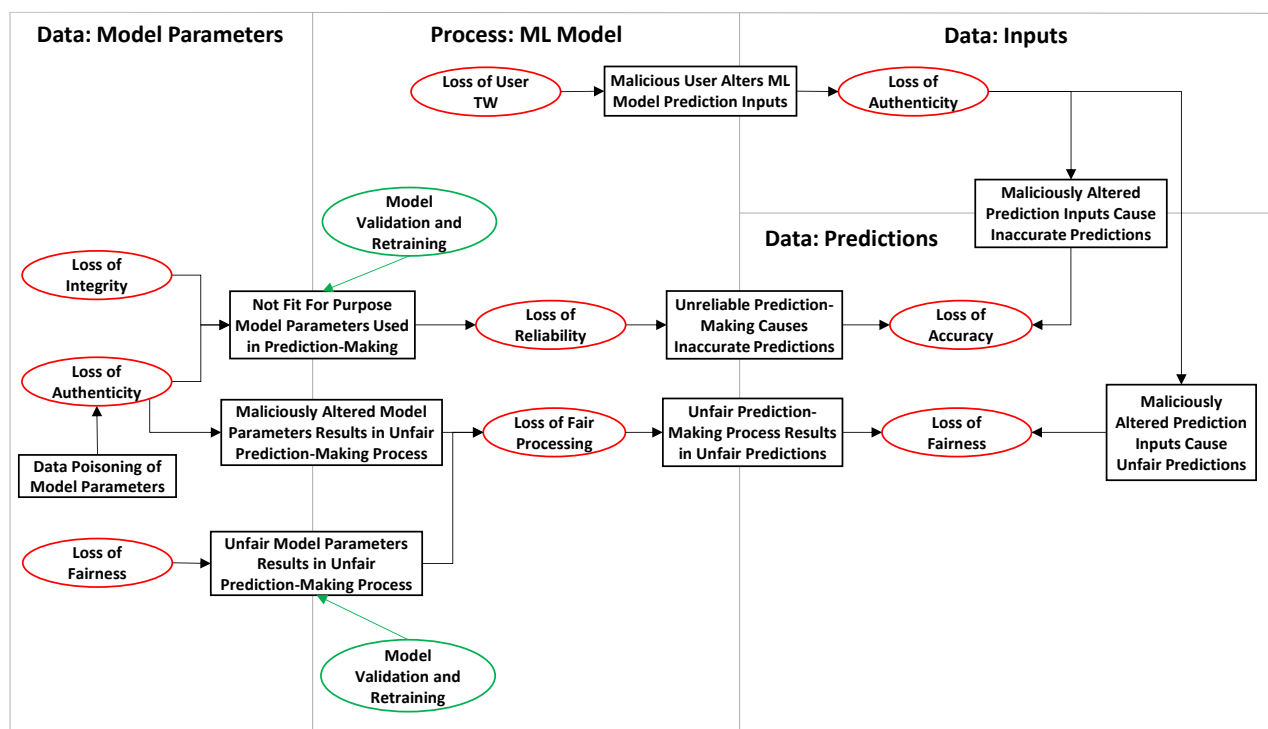 Data: Model Parameters
Process: ML Model
Data: Inputs
Loss of User
TW
Malicious User Alters ML
Model Prediction Inputs
Loss of
Authenticity
Maliciously Altered
Prediction Inputs Cause
Inaccurate Predictions
Model
Validation and
Retraining
Data: Predictions
Loss of
Integrity
Not Fit For Purpose
Model Parameters Used
in Prediction-Making
Loss of
Reliability
Unreliable Prediction-
Making Causes
Inaccurate Predictions
Loss of
Accuracy
Loss of
Authenticity
Maliciously Altered Model
Parameters Results in Unfair
Prediction-Making Process
Loss of Fair
Processing
Unfair Prediction-
Making Process Results
in Unfair Predictions
Loss of
Fairness
Maliciously
Altered Prediction
Inputs Cause
Unfair Predictions
Data Poisoning of
Model Parameters
Loss of
Fairness
Unfair Model Parameters
Results in Unfair
Prediction-Making Process
Model
Validation and
Retraining